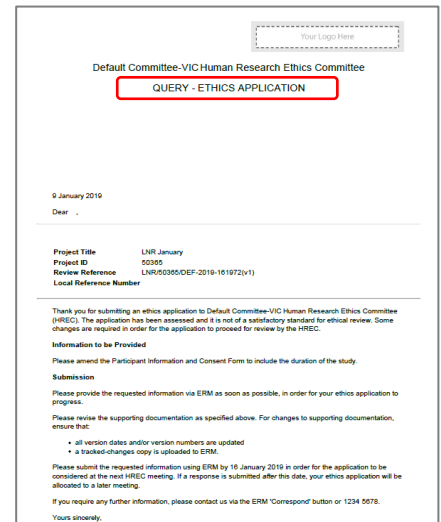 Your Logo Here
Default Committee-VIC Human Research Ethics Committee
QUERY - ETHICS APPLICATION
9 January 2019
Dear ,
Project Title LNR January
Project ID 50365
Review Reference LNR/50365/DEF-2019-161972(v1)
Local Reference Number
Thank you for submitting an ethics application to Default Committee-VIC Human Research Ethics Committee
(HREC). The application has been assessed and it is not of a satisfactory standard for ethical review. Some
changes are required in order for the application to proceed for review by the HREC.
Information to be Provided
Please amend the Participant Information and Consent Form to include the duration of the study.
Submission
Please provide the requested information via ERM as soon as possible, in order for your ethics application to
progress.
Please revise the supporting documentation as specified above. For changes to supporting documentation,
ensure that:
• all version dates and/or version numbers are updated
• a tracked-changes copy is uploaded to ERM.
Please submit the requested information using ERM by 16 January 2019 in order for the application to be
considered at the next HREC meeting. If a response is submitted after this date, your ethics application will be
allocated to a later meeting.
If you require any further information, please contact us via the ERM 'Correspond' button or 1234 5678.
Yours sincerely,